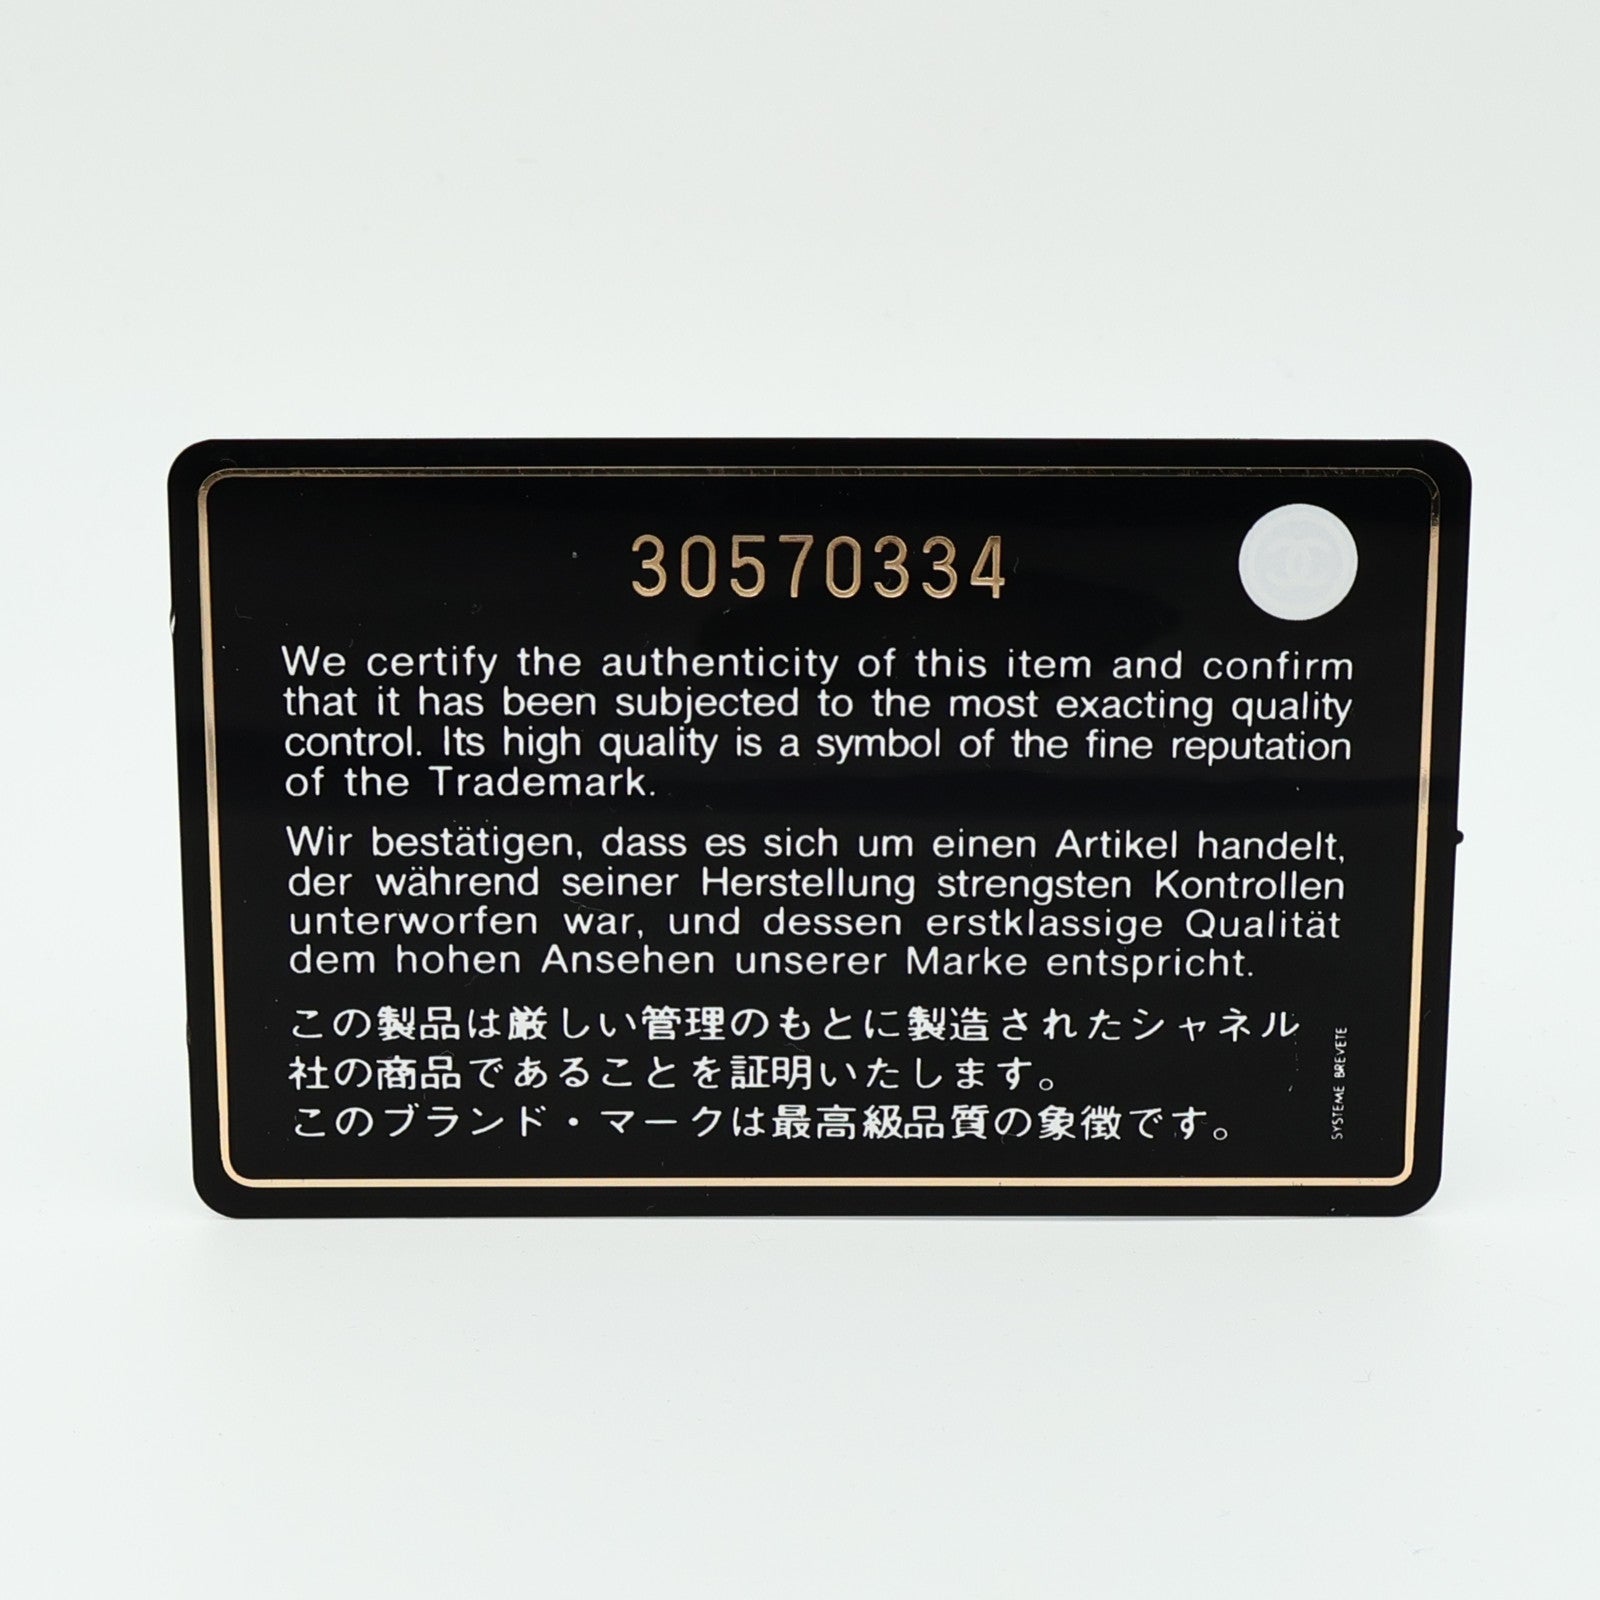 30570334
We certify the authenticity of this item and confirm
that it has been subjected to the most exacting quality
control. Its high quality is a symbol of the fine reputation
of the Trademark.
Wir bestätigen, dass es sich um einen Artikel handelt,
der während seiner Herstellung strengsten Kontrollen
unterworfen war, und dessen erstklassige Qualität
dem hohen Ansehen unserer Marke entspricht.
この製品は厳しい管理のもとに製造されたシャネル
社の商品であることを証明いたします。
このブランド・マークは最高級品質の象徴です。
SYSTEME BREVETE